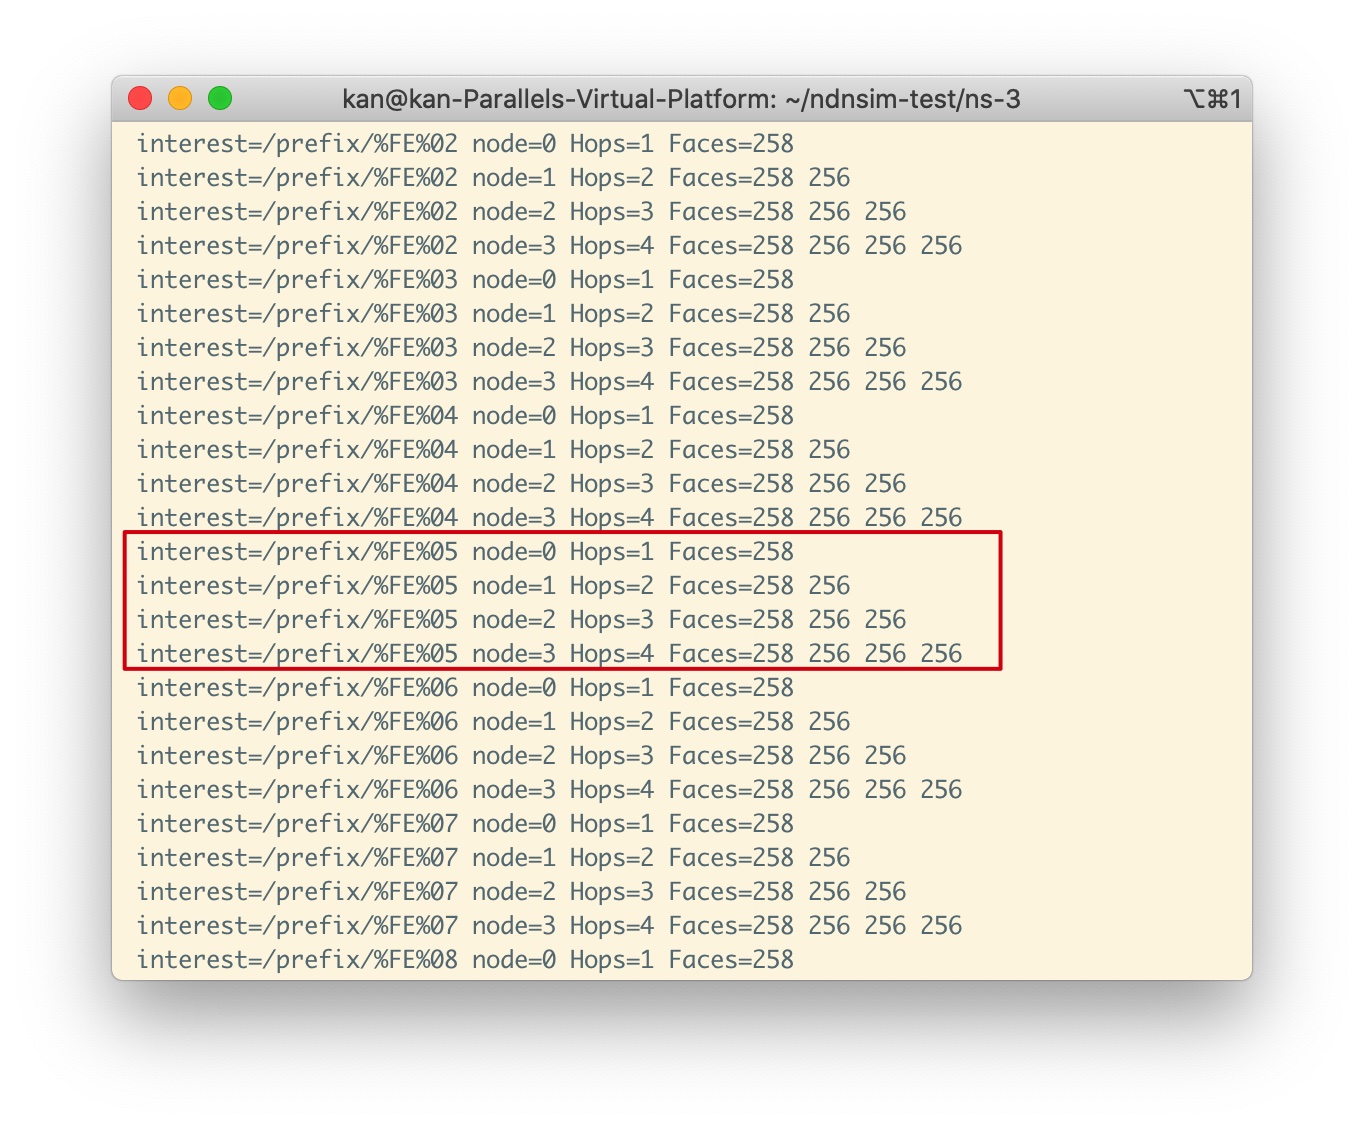 kan@kan-Parallels-Virtual-Platform: ~/ndnsim-test/ns-3 ⌥⌘1
interest=/prefix/%FE%02 node=0 Hops=1 Faces=258
interest=/prefix/%FE%02 node=1 Hops=2 Faces=258 256
interest=/prefix/%FE%02 node=2 Hops=3 Faces=258 256 256
interest=/prefix/%FE%02 node=3 Hops=4 Faces=258 256 256 256
interest=/prefix/%FE%03 node=0 Hops=1 Faces=258
interest=/prefix/%FE%03 node=1 Hops=2 Faces=258 256
interest=/prefix/%FE%03 node=2 Hops=3 Faces=258 256 256
interest=/prefix/%FE%03 node=3 Hops=4 Faces=258 256 256 256
interest=/prefix/%FE%04 node=0 Hops=1 Faces=258
interest=/prefix/%FE%04 node=1 Hops=2 Faces=258 256
interest=/prefix/%FE%04 node=2 Hops=3 Faces=258 256 256
interest=/prefix/%FE%04 node=3 Hops=4 Faces=258 256 256 256
interest=/prefix/%FE%05 node=0 Hops=1 Faces=258
interest=/prefix/%FE%05 node=1 Hops=2 Faces=258 256
interest=/prefix/%FE%05 node=2 Hops=3 Faces=258 256 256
interest=/prefix/%FE%05 node=3 Hops=4 Faces=258 256 256 256
interest=/prefix/%FE%06 node=0 Hops=1 Faces=258
interest=/prefix/%FE%06 node=1 Hops=2 Faces=258 256
interest=/prefix/%FE%06 node=2 Hops=3 Faces=258 256 256
interest=/prefix/%FE%06 node=3 Hops=4 Faces=258 256 256 256
interest=/prefix/%FE%07 node=0 Hops=1 Faces=258
interest=/prefix/%FE%07 node=1 Hops=2 Faces=258 256
interest=/prefix/%FE%07 node=2 Hops=3 Faces=258 256 256
interest=/prefix/%FE%07 node=3 Hops=4 Faces=258 256 256 256
interest=/prefix/%FE%08 node=0 Hops=1 Faces=258